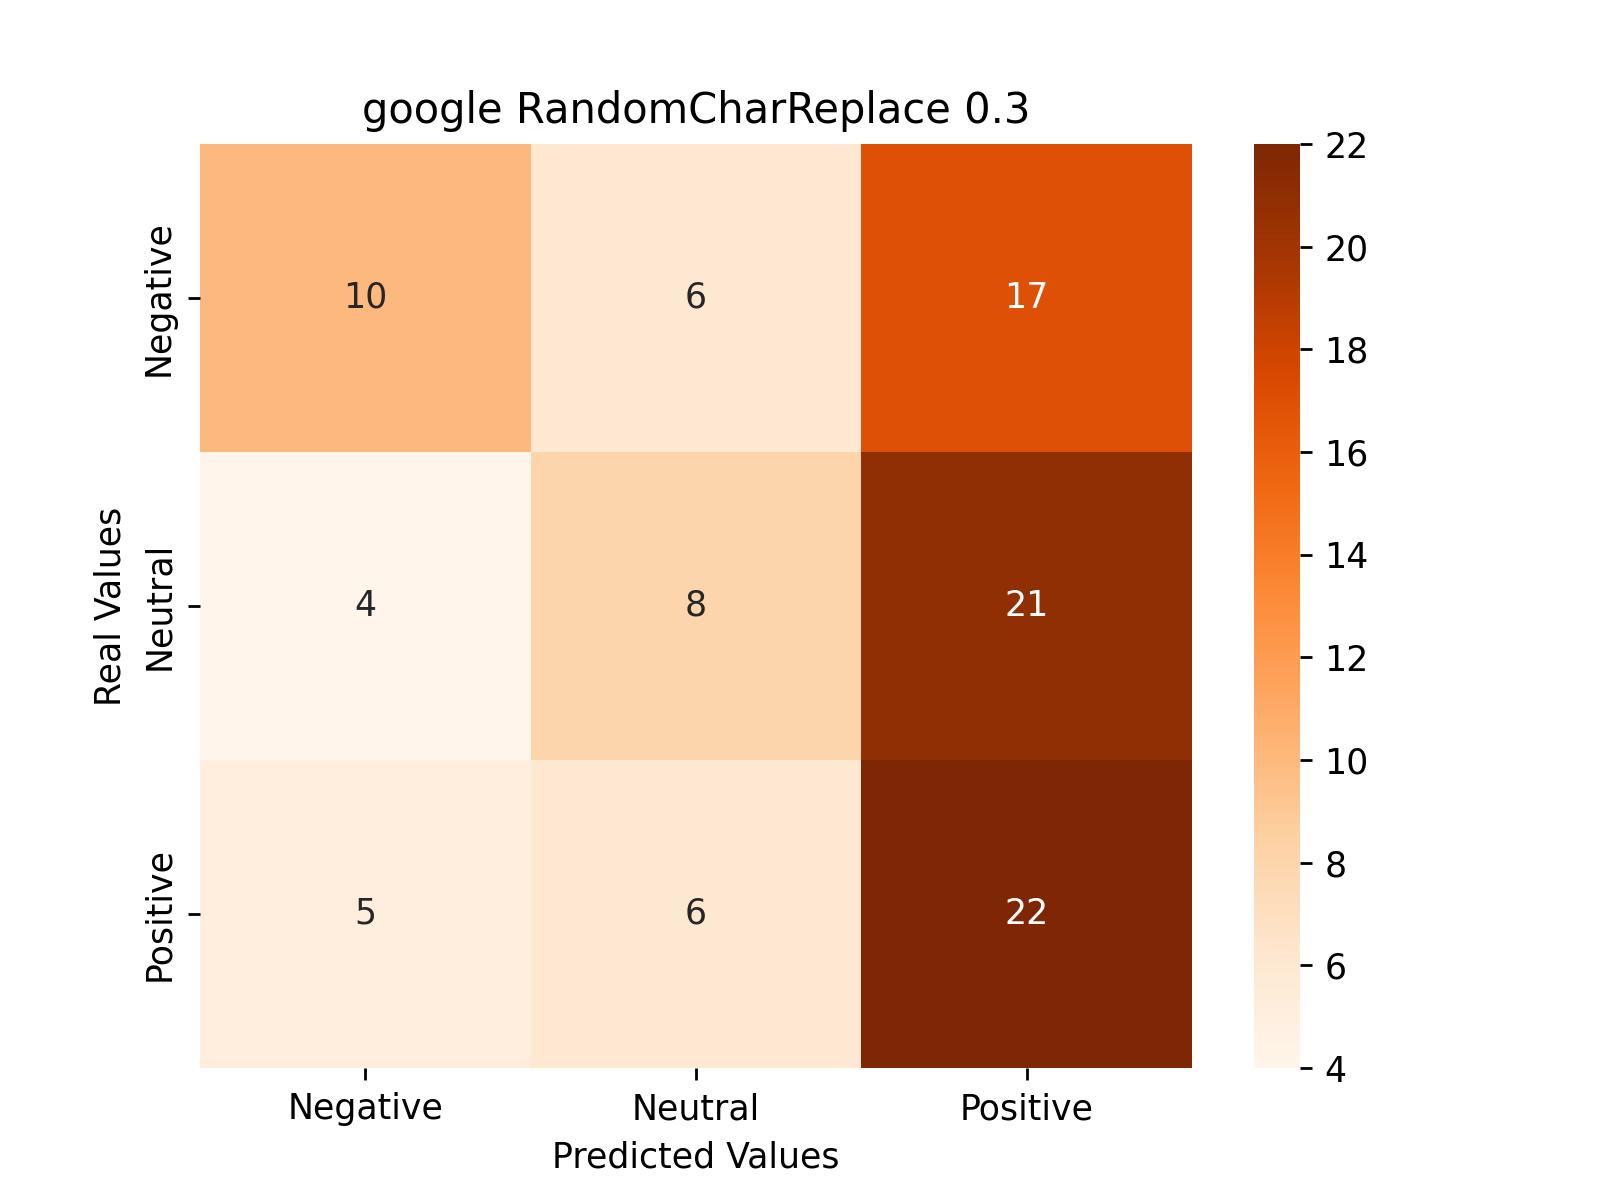 google RandomCharReplace 0.3
Real Values
Negative
10 6 17
Neutral
4 8 21
Positive
5 6 22
Negative Neutral Positive
Predicted Values
22
20
18
16
14
12
10
8
6
4